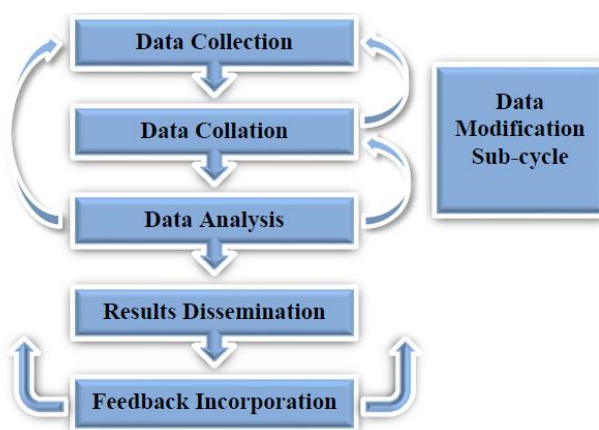 Data Collection
Data Collation
Data Analysis
Results Dissemination
Feedback Incorporation
Data
Modification
Sub-cycle